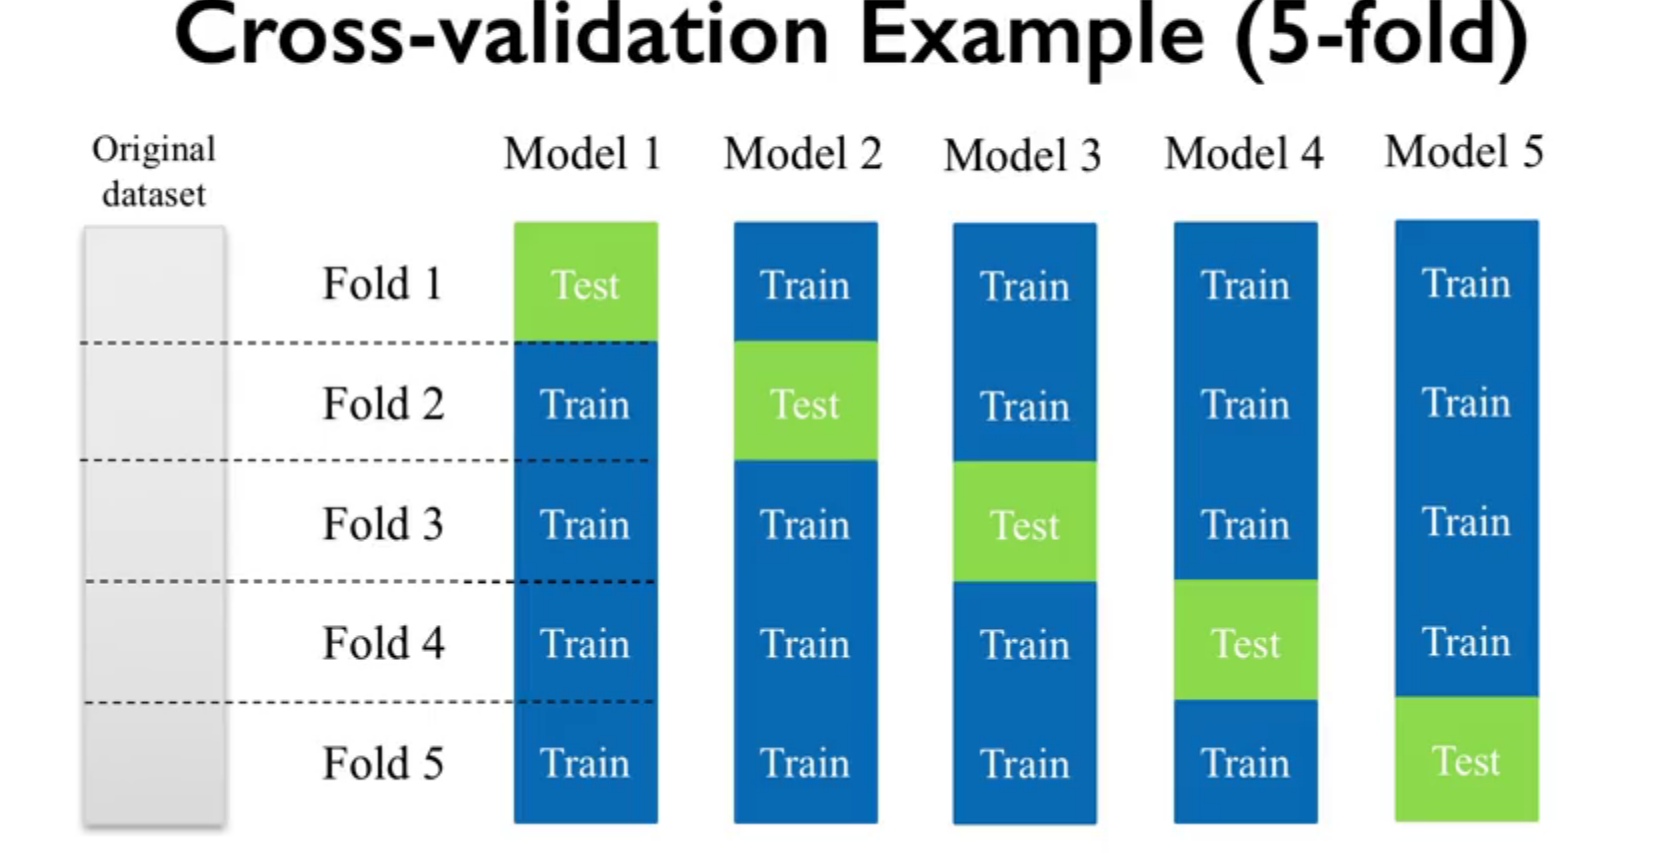 Cross-validation Example (5-fold)
Original
dataset
Model 1 Model 2 Model 3 Model 4 Model 5
Fold 1 Test Train Train Train Train
Fold 2 Train Test Train Train Train
Fold 3 Train Train Test Train Train
Fold 4 Train Train Train Test Train
Fold 5 Train Train Train Train Test